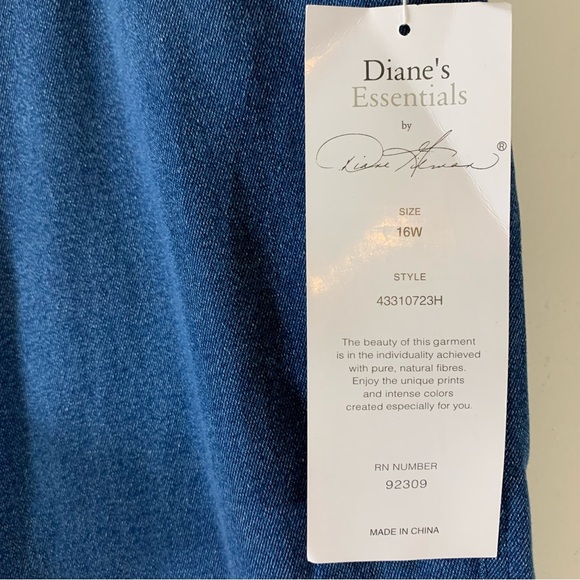 Diane's
Essentials
by
Diane Gilman ®
SIZE
16W
STYLE
43310723H
The beauty of this garment
is in the individuality achieved
with pure, natural fibres.
Enjoy the unique prints
and intense colors
created especially for you.
RN NUMBER
92309
MADE IN CHINA